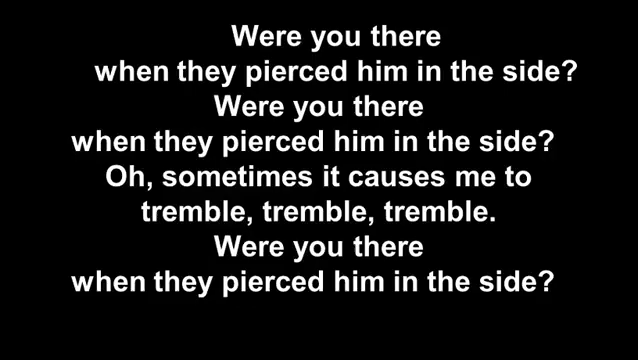 Were you there
when they pierced him in the side?
Were you there
when they pierced him in the side?
Oh, sometimes it causes me to
tremble, tremble, tremble.
Were you there
when they pierced him in the side?